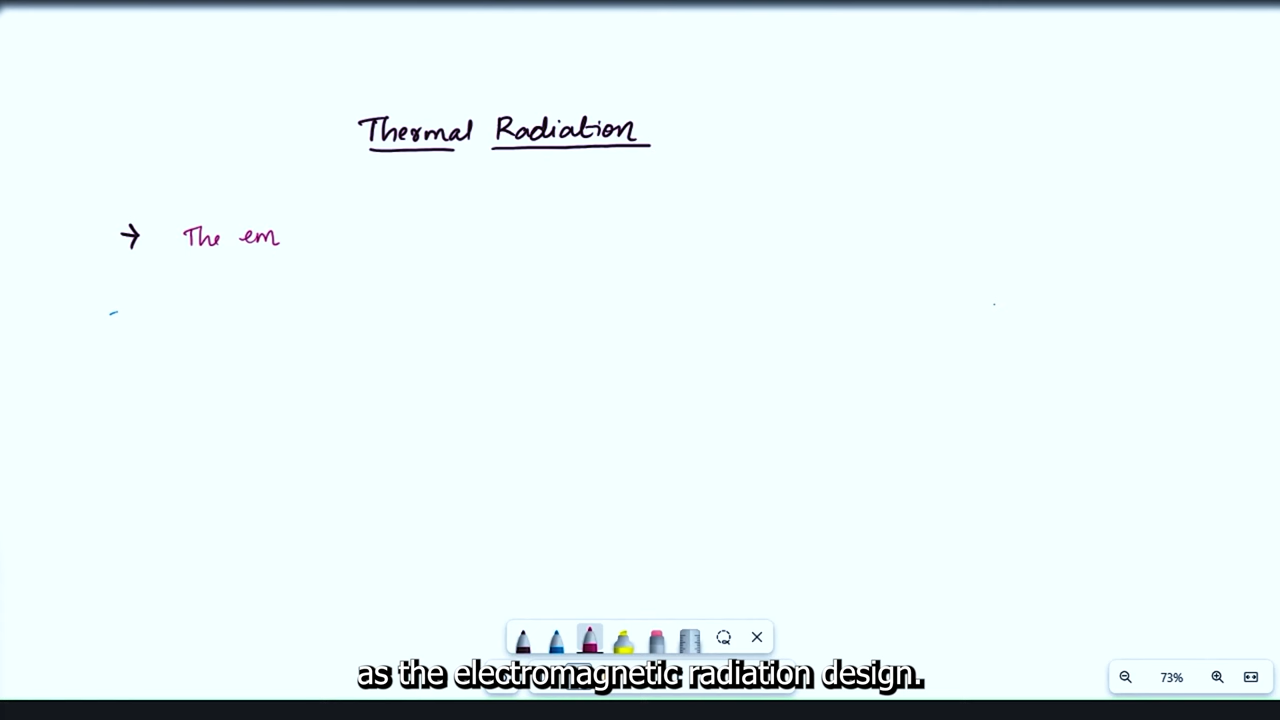 Thermal Radiation
→ The em
as the electromagnetic radiation design.
73%